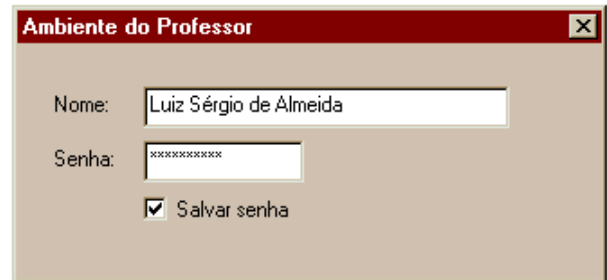 Ambiente do Professor
Nome: Luiz Sérgio de Almeida
Senha: **********
Salvar senha